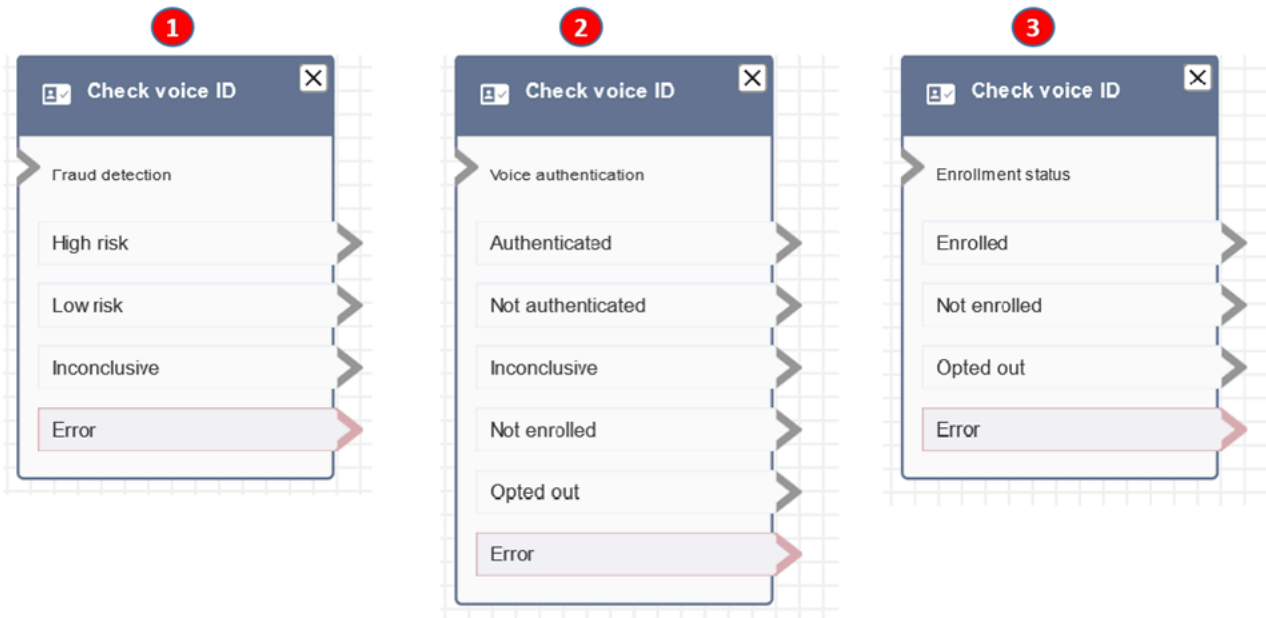 1
Check voice ID
Fraud detection
High risk
Low risk
Inconclusive
Error
2
Check voice ID
Voice authentication
Authenticated
Not authenticated
Inconclusive
Not enrolled
Opted out
Error
3
Check voice ID
Enrollment status
Enrolled
Not enrolled
Opted out
Error